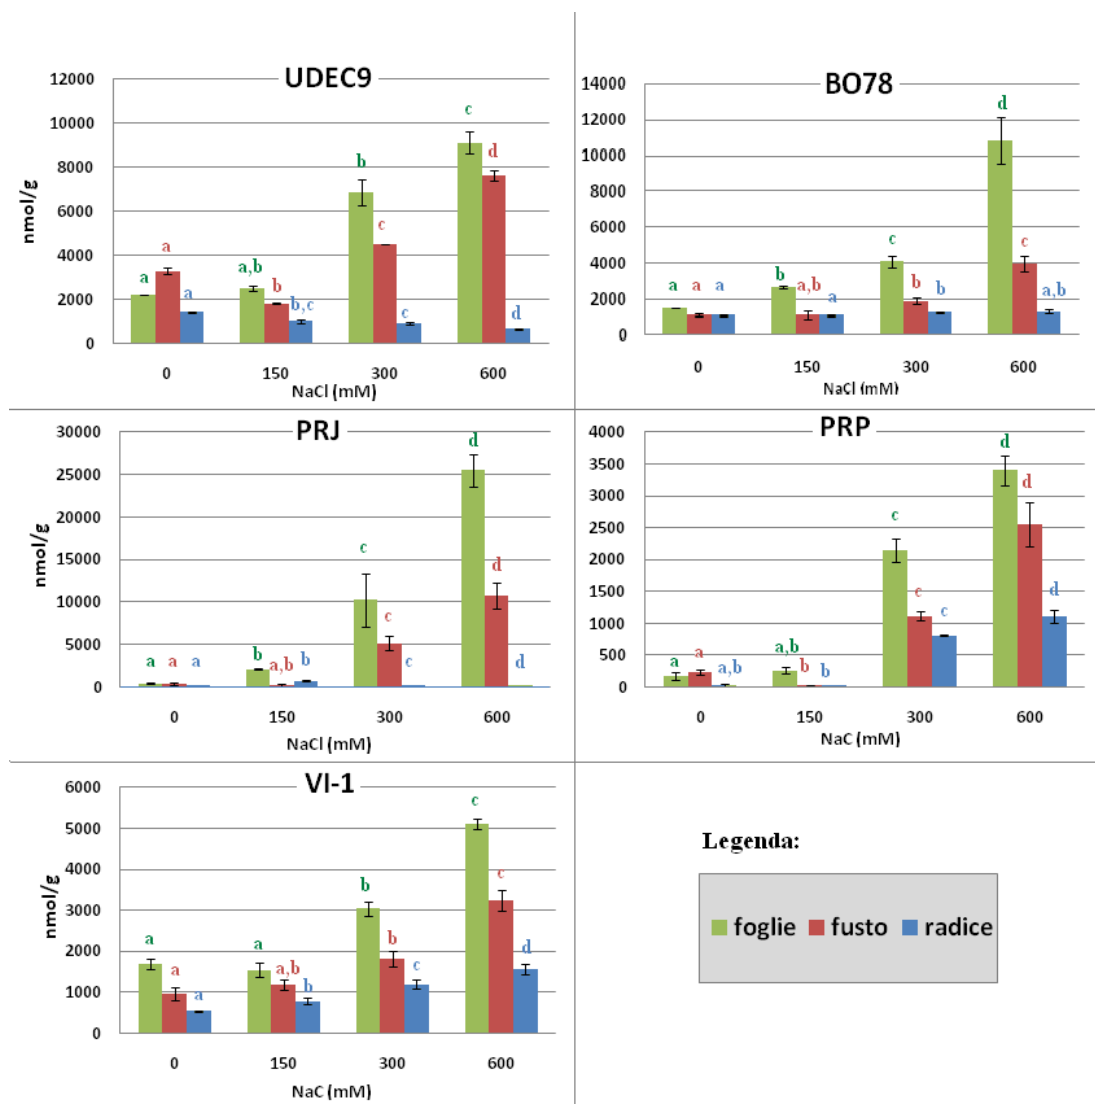 UDEC9
12000
10000
8000
6000
4000
2000
0
nmol/g
a a a
a,b b b,c
b c c
c d d
0 150 300 600
NaCl (mM)
BO78
14000
12000
10000
8000
6000
4000
2000
0
a a a
b a,b a
c b b
d c a,b
0 150 300 600
NaCl (mM)
PRJ
30000
25000
20000
15000
10000
5000
0
nmol/g
a a a
b a,b b
c c c
d d d
0 150 300 600
NaCl (mM)
PRP
4000
3500
3000
2500
2000
1500
1000
500
0
a a a,b
a,b b b
c c c
d d d
0 150 300 600
NaC (mM)
VI-1
6000
5000
4000
3000
2000
1000
0
nmol/g
a a a
a a,b b
b b c
c c d
0 150 300 600
NaC (mM)
Legenda:
foglie fusto radice